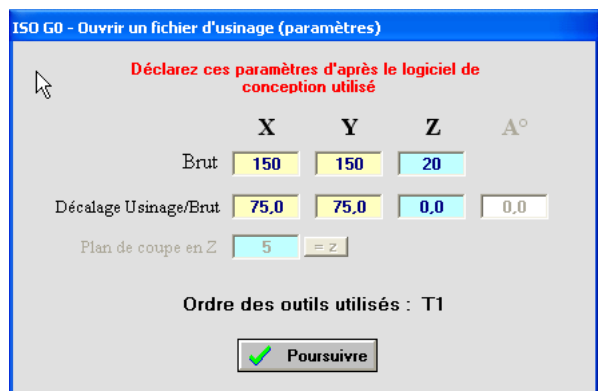 ISO G0 - Ouvrir un fichier d'usinage (paramètres)
Déclarez ces paramètres d'après le logiciel de
conception utilisé
X Y Z A°
Brut 150 150 20
Décalage Usinage/Brut 75,0 75,0 0,0 0,0
Plan de coupe en Z 5 = z
Ordre des outils utilisés : T1
Poursuivre